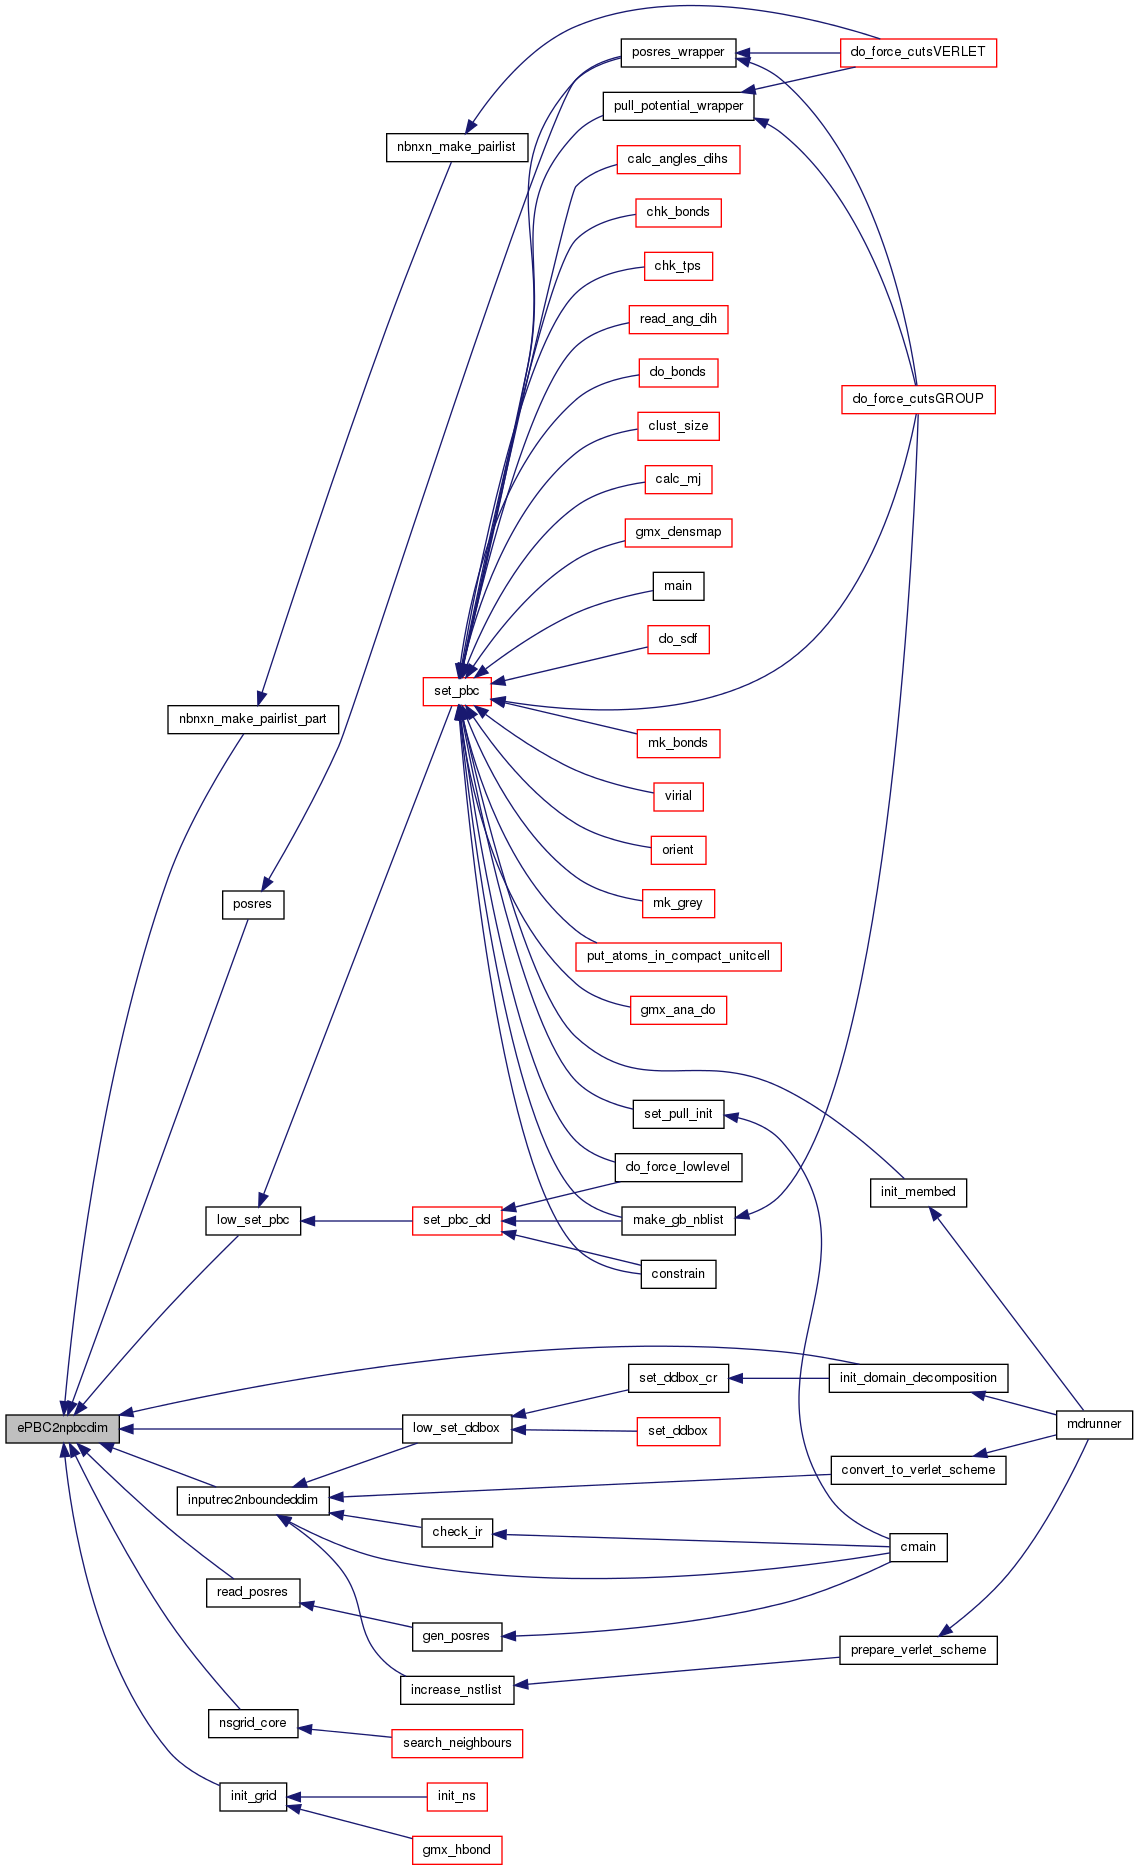 posres_wrapper
do_force_cutsVERLET
pull_potential_wrapper
nbnxn_make_pairlist
calc_angles_dihs
chk_bonds
chk_tps
read_ang_dih
do_bonds
do_force_cutsGROUP
clust_size
calc_mj
gmx_densmap
main
do_sdf
set_pbc
nbnxn_make_pairlist_part
mk_bonds
virial
orient
posres
mk_grey
put_atoms_in_compact_unitcell
gmx_ana_do
set_pull_init
do_force_lowlevel
init_membed
low_set_pbc
set_pbc_dd
make_gb_nblist
constrain
set_ddbox_cr
init_domain_decomposition
ePBC2npbcdim
low_set_ddbox
set_ddbox
mdrunner
convert_to_verlet_scheme
inputrec2nboundeddim
check_ir
cmain
read_posres
gen_posres
prepare_verlet_scheme
increase_nstlist
nsgrid_core
search_neighbours
init_grid
init_ns
gmx_hbond